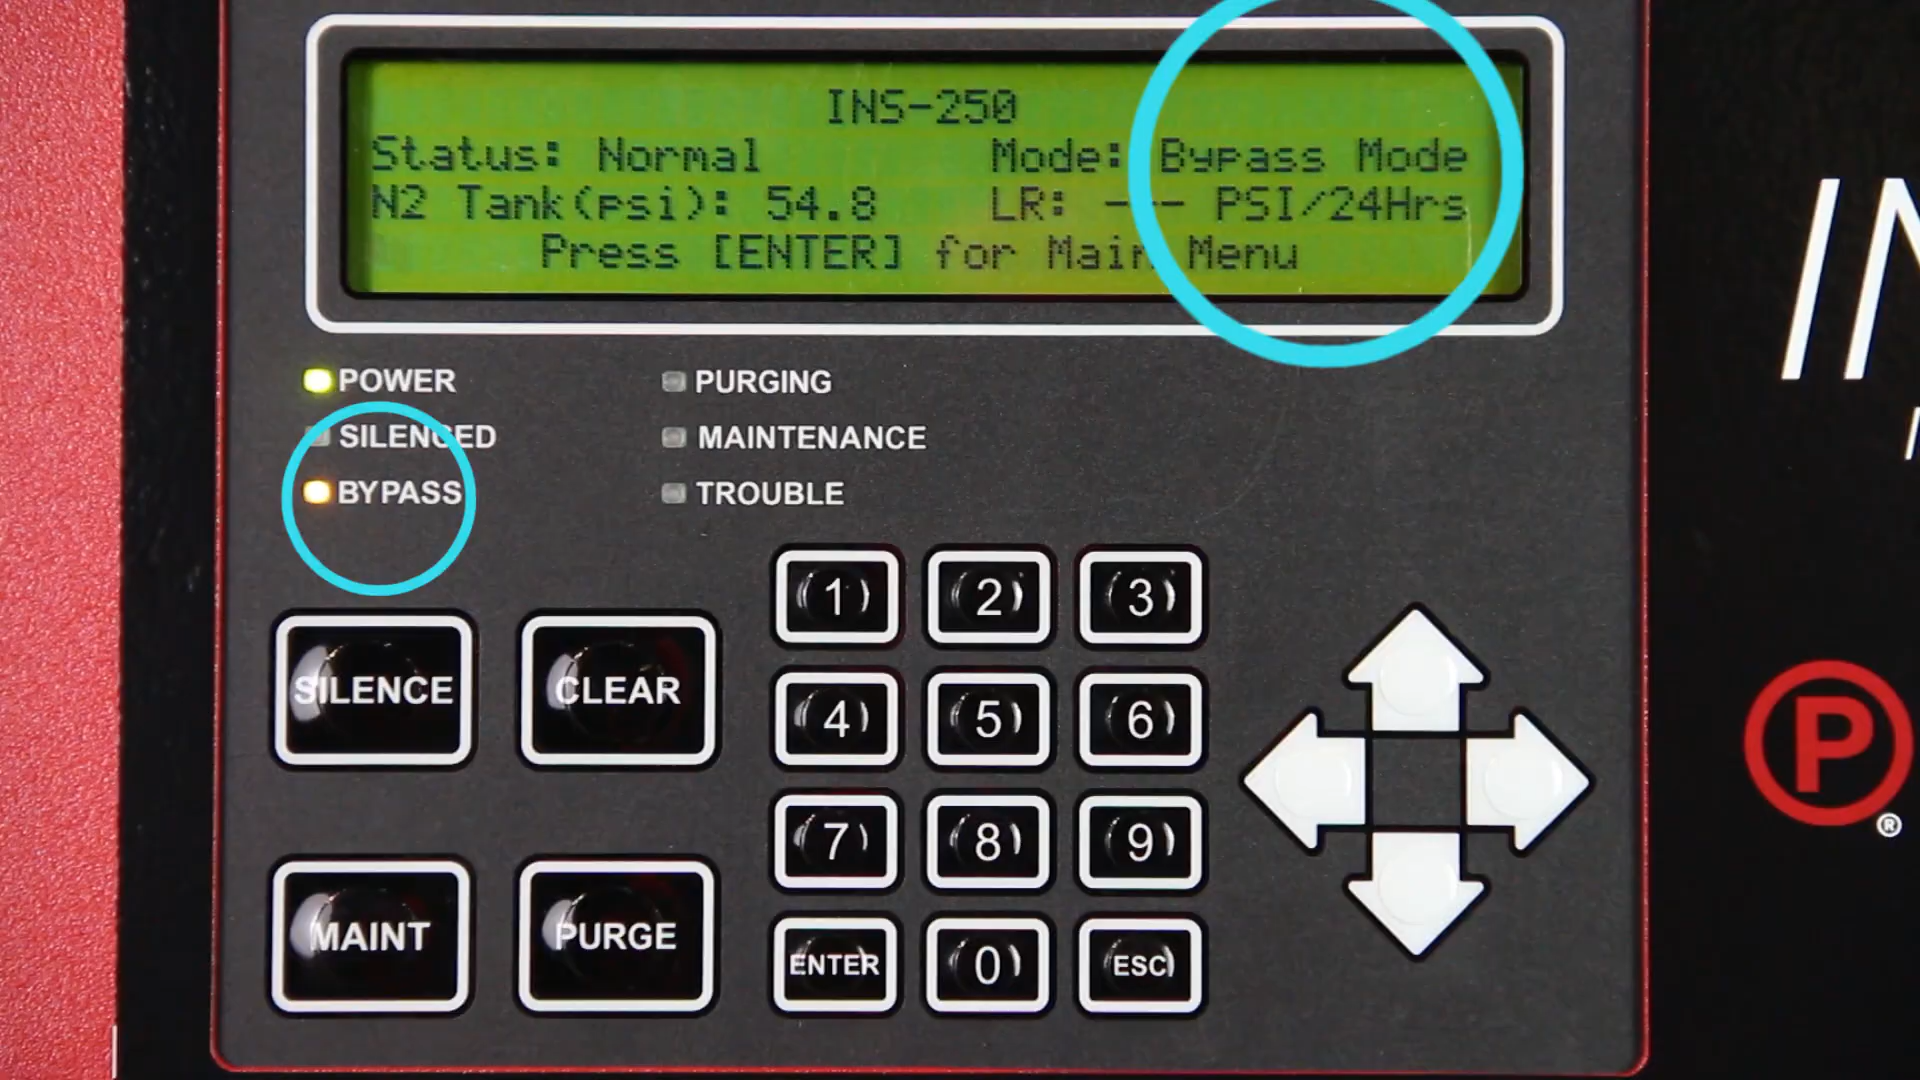 INS-250
Status: Normal Mode: Bypass Mode
N2 Tank(psi): 54.8 LR: --- PSI/24Hrs
Press [ENTER] for Main Menu
POWER PURGING
SILENCED MAINTENANCE
BYPASS TROUBLE
1 2 3
SILENCE CLEAR
4 5 6
7 8 9
MAINT PURGE
ENTER 0 ESC
P
®